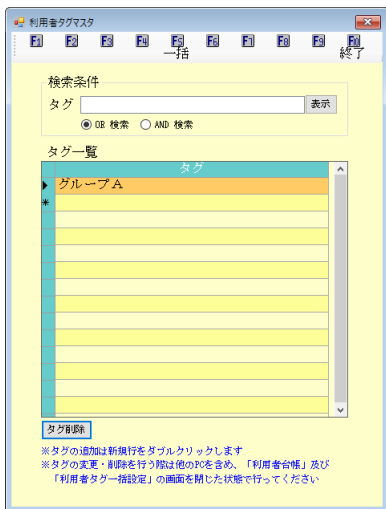 利用者タグマスタ
F1 F2 F3 F4 F5 F6 F7 F8 F9 F10
一括 終了
検索条件
タグ 表示
OR 検索 AND 検索
タグ一覧
タグ
グループA
*
タグ削除
※タグの追加は新規行をダブルクリックします
※タグの変更・削除を行う際は他のPCを含め、「利用者台帳」及び
「利用者タグ一括設定」の画面を閉じた状態で行ってください